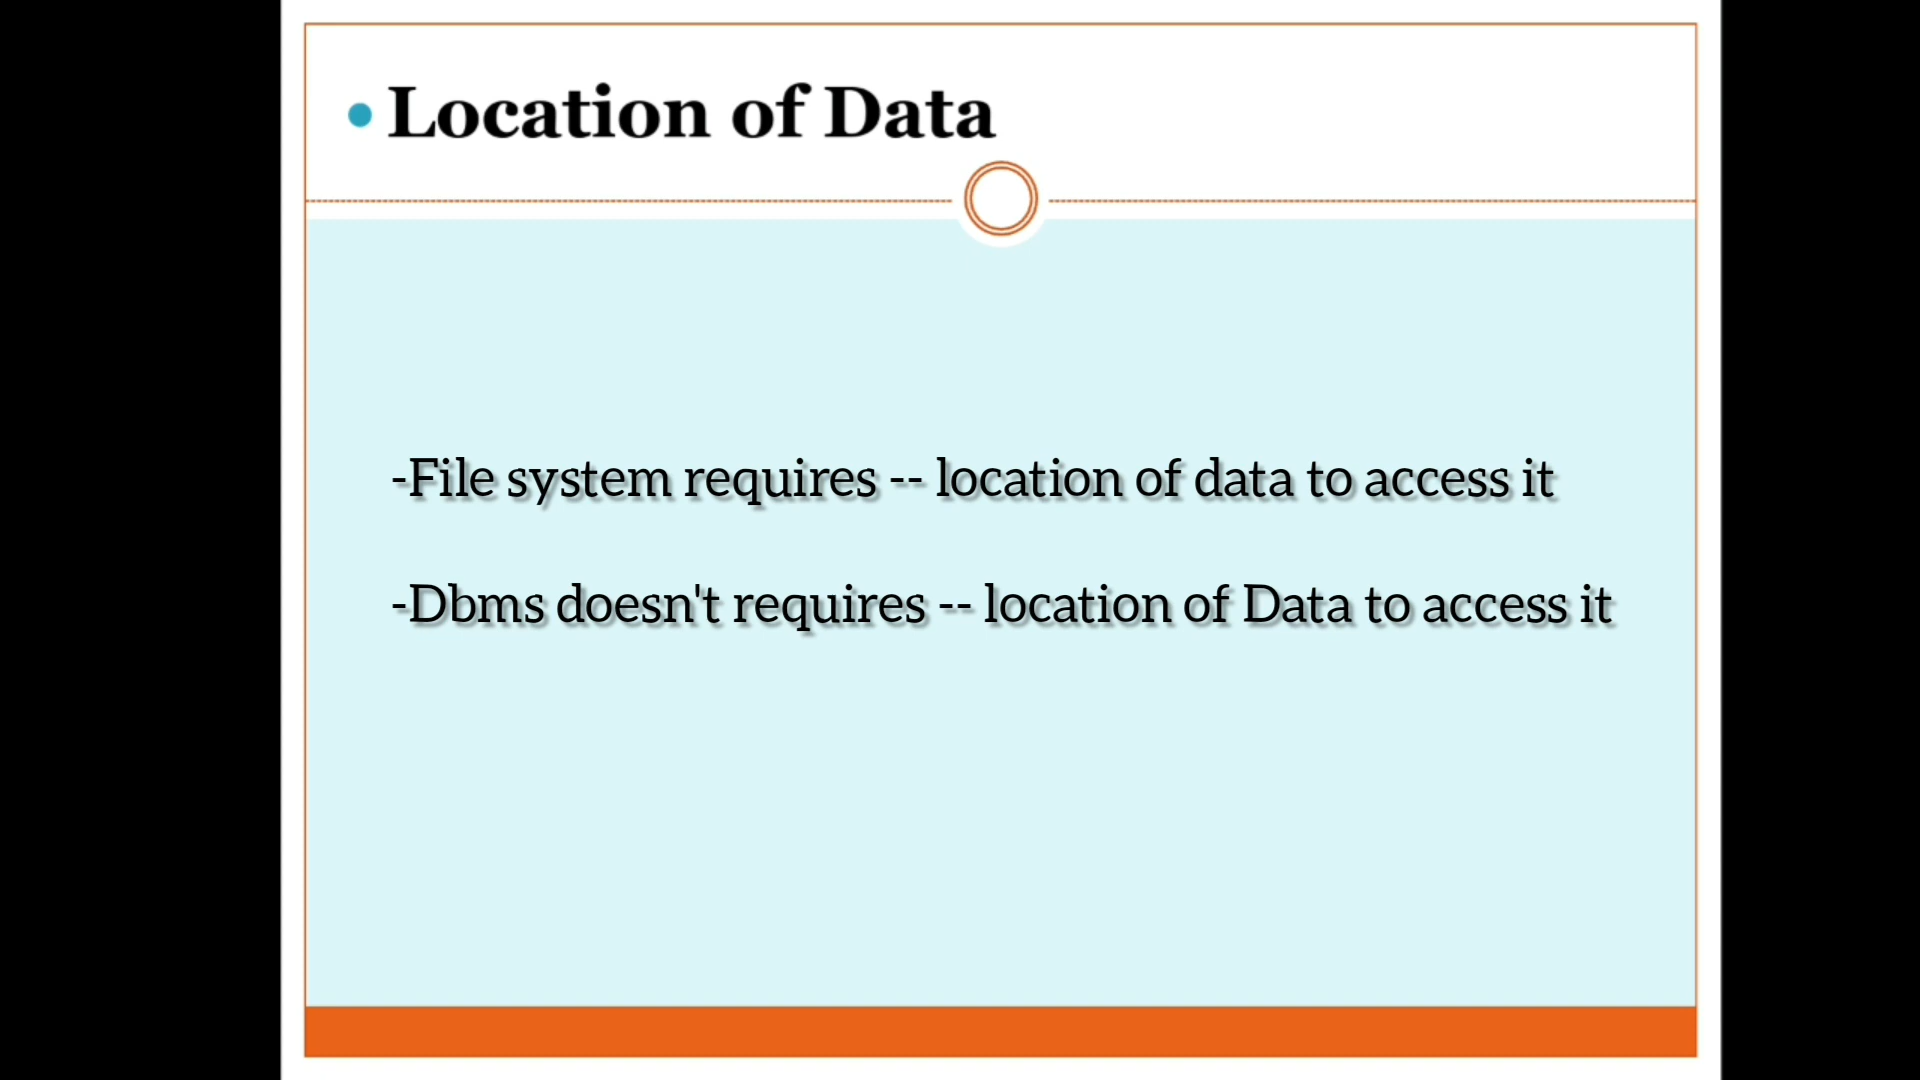 • Location of Data
-File system requires -- location of data to access it
-Dbms doesn't requires -- location of Data to access it